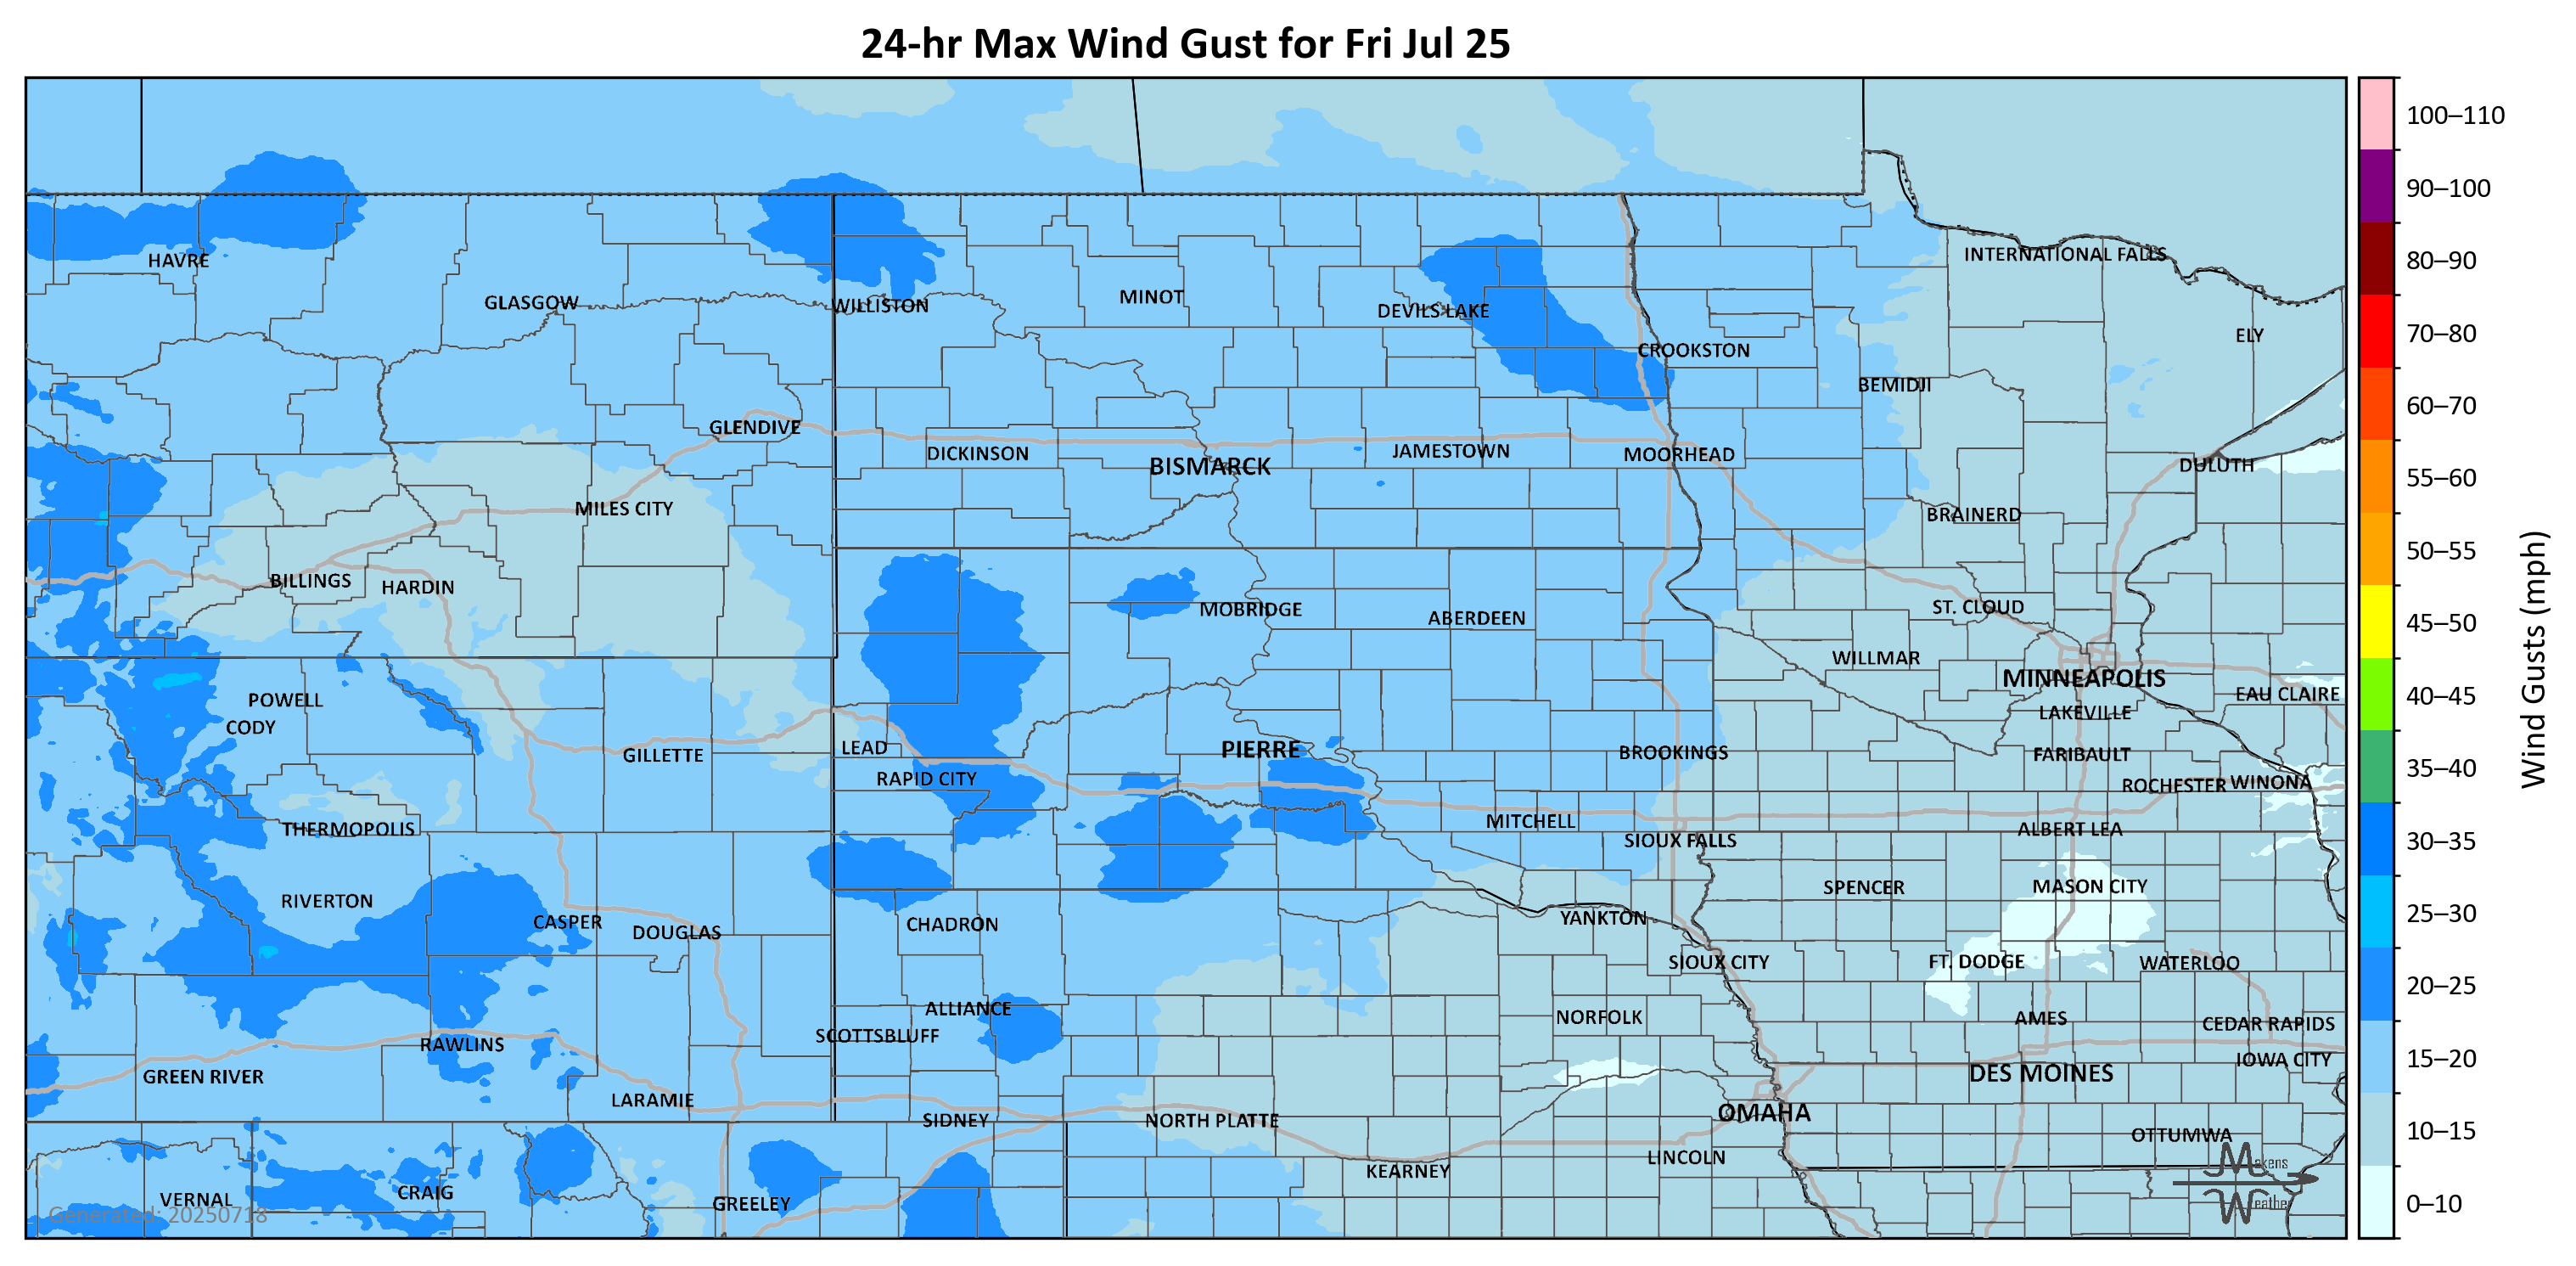 24-hr Max Wind Gust for Fri Jul 25
100–110
90–100
80–90
70–80
60–70
55–60
50–55
45–50
40–45
35–40
30–35
25–30
20–25
15–20
10–15
0–10
Wind Gusts (mph)
HAVRE
GLASGOW
WILLISTON
MINOT
DEVILS LAKE
CROOKSTON
INTERNATIONAL FALLS
ELY
BEMIDJI
GLENDIVE
DICKINSON
BISMARCK
JAMESTOWN
MOORHEAD
DULUTH
MILES CITY
BRAINERD
BILLINGS
HARDIN
MOBRIDGE
ABERDEEN
ST. CLOUD
WILLMAR
MINNEAPOLIS
EAU CLAIRE
POWELL
CODY
LAKEVILLE
GILLETTE
LEAD
PIERRE
BROOKINGS
FARIBAULT
RAPID CITY
ROCHESTER
WINONA
THERMOPOLIS
MITCHELL
SIOUX FALLS
ALBERT LEA
RIVERTON
SPENCER
MASON CITY
CASPER
DOUGLAS
CHADRON
YANKTON
SIOUX CITY
FT. DODGE
WATERLOO
ALLIANCE
SCOTTSBLUFF
NORFOLK
AMES
CEDAR RAPIDS
RAWLINS
IOWA CITY
GREEN RIVER
DES MOINES
LARAMIE
SIDNEY
NORTH PLATTE
OMAHA
OTTUMWA
KEARNEY
LINCOLN
VERNAL
CRAIG
GREELEY
Generated: 20250718
Makens
Weather